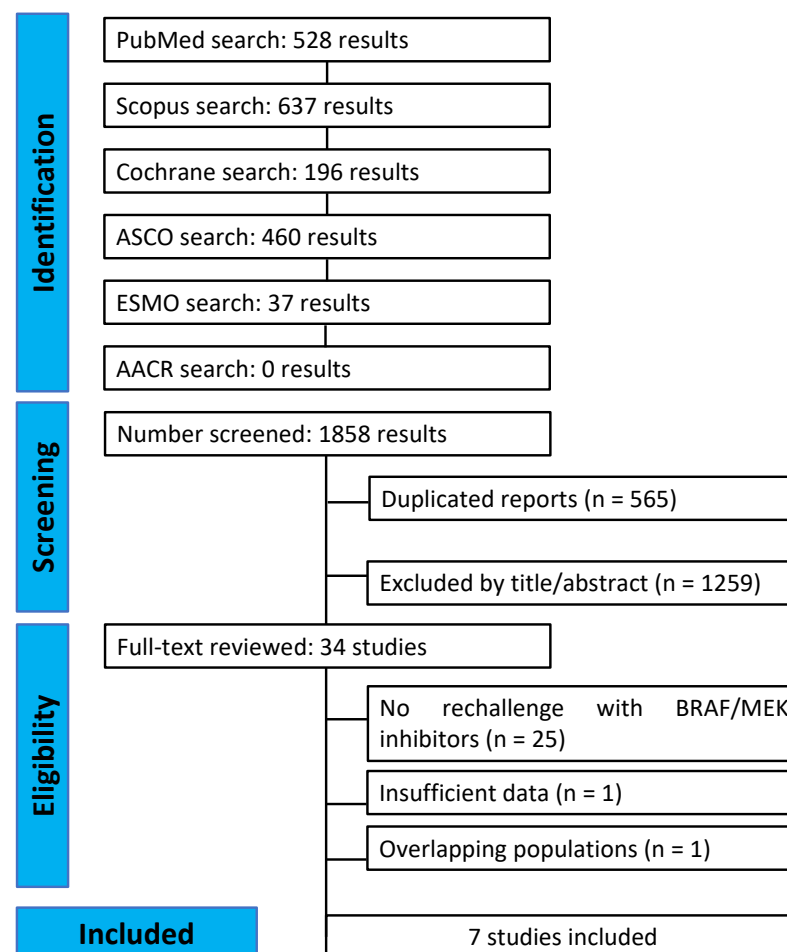 Identification
PubMed search: 528 results
Scopus search: 637 results
Cochrane search: 196 results
ASCO search: 460 results
ESMO search: 37 results
AACR search: 0 results
Screening
Number screened: 1858 results
Duplicated reports (n = 565)
Excluded by title/abstract (n = 1259)
Eligibility
Full-text reviewed: 34 studies
No rechallenge with BRAF/MEK
inhibitors (n = 25)
Insufficient data (n = 1)
Overlapping populations (n = 1)
Included
7 studies included